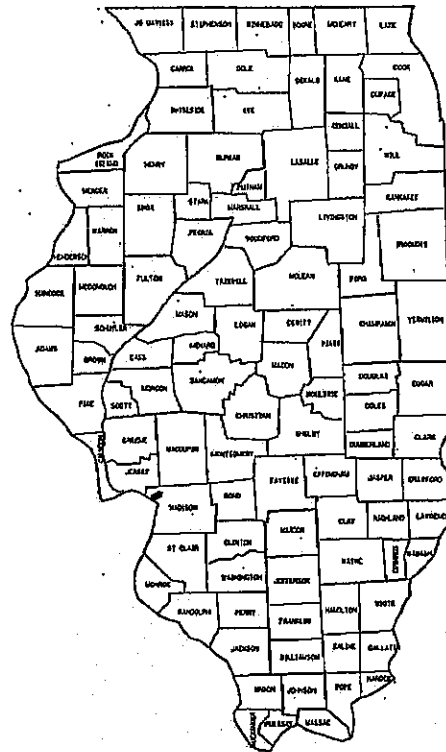 JO DAVIESS STEPHENSON WINNEBAGO BOONE MCHENRY LAKE
CARROLL OGLE DEKALB KANE COOK
DUPAGE
WHITESIDE LEE
KENDALL WILL
ROCK ISLAND HENRY BUREAU LASALLE GRUNDY
PUTNAM
MERCER KANKAKEE
KNOX STARK MARSHALL LIVINGSTON
WARREN PEORIA
HENDERSON WOODFORD IROQUOIS
FULTON TAZEWELL MCLEAN FORD
HANCOCK MCDONOUGH
MASON
SCHUYLER LOGAN DEWITT CHAMPAIGN VERMILION
ADAMS PIATT
BROWN CASS MENARD MACON
MORGAN SANGAMON DOUGLAS EDGAR
PIKE SCOTT MOULTRIE
CHRISTIAN COLES
SHELBY
GREENE MACOUPIN CUMBERLAND CLARK
CALHOUN MONTGOMERY
JERSEY FAYETTE EFFINGHAM JASPER CRAWFORD
MADISON BOND
MARION CLAY RICHLAND LAWRENCE
CLINTON
ST CLAIR WAYNE EDWARDS WABASH
WASHINGTON JEFFERSON
MONROE
RANDOLPH PERRY HAMILTON WHITE
FRANKLIN
JACKSON WILLIAMSON SALINE GALLATIN
UNION JOHNSON POPE HARDIN
ALEXANDER PULASKI MASSAC